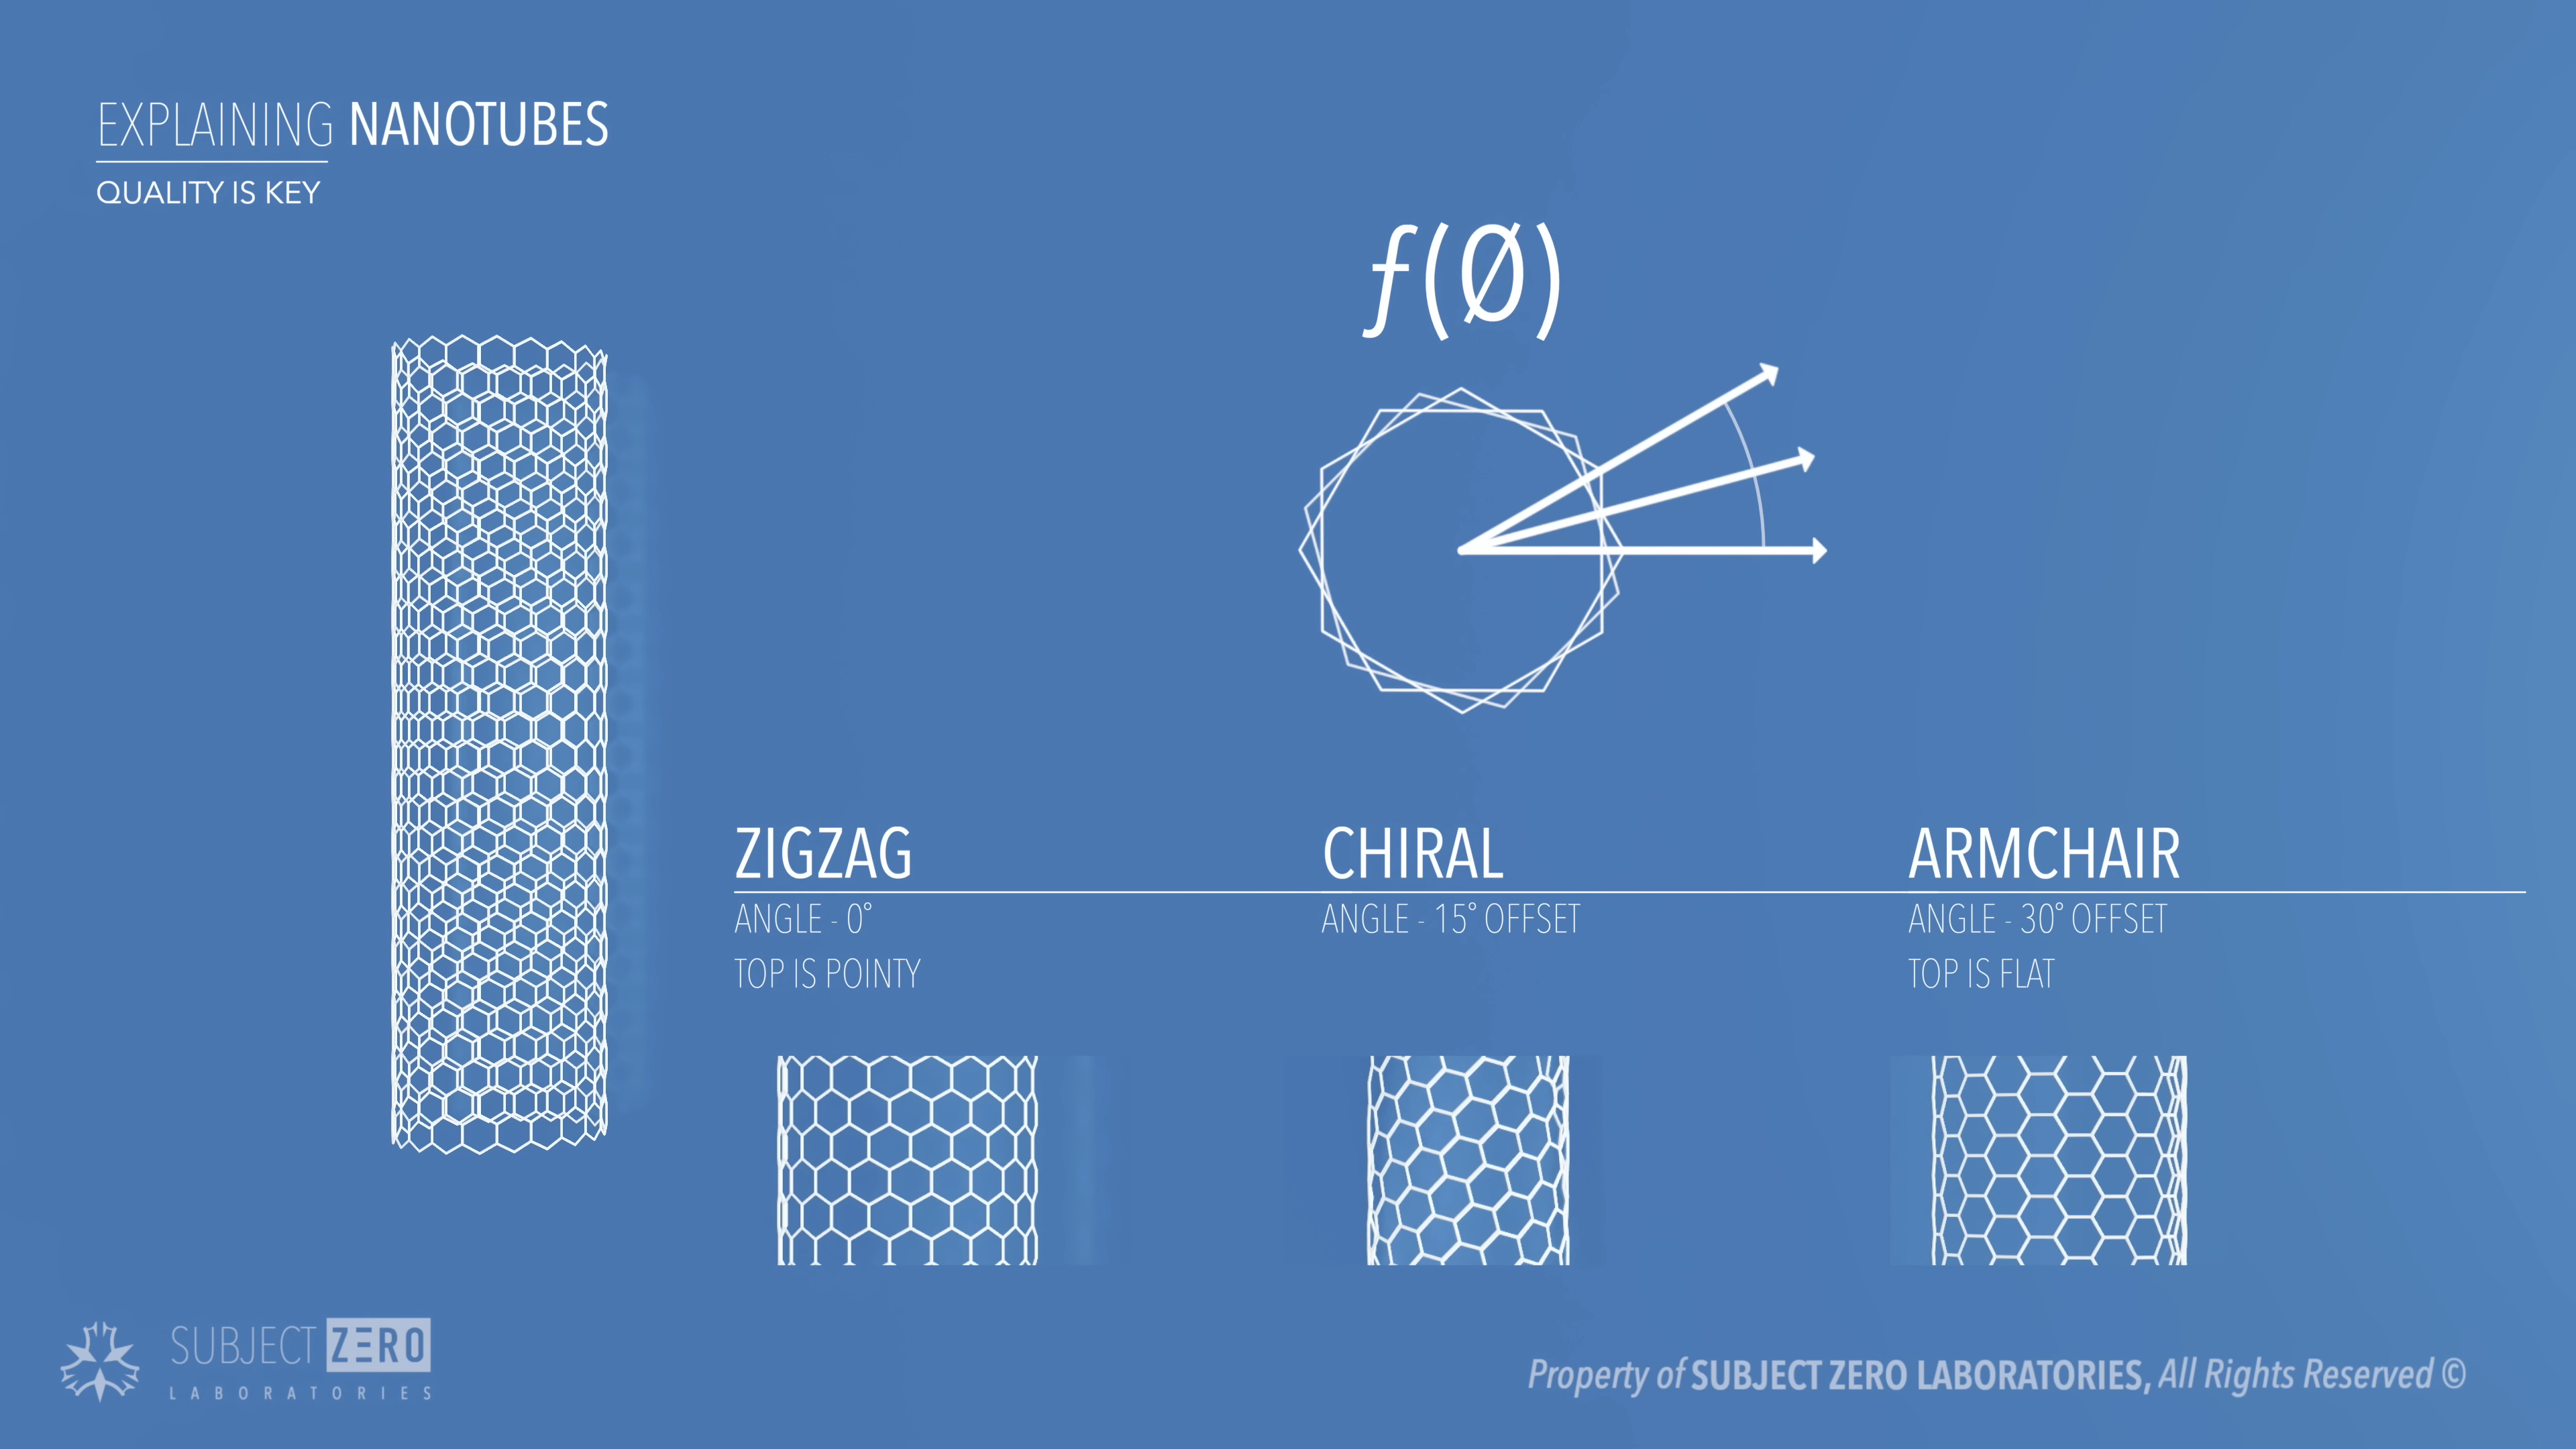 EXPLAINING NANOTUBES
QUALITY IS KEY
ƒ(Ø)
ZIGZAG
ANGLE - 0°
TOP IS POINTY
CHIRAL
ANGLE - 15° OFFSET
ARMCHAIR
ANGLE - 30° OFFSET
TOP IS FLAT
SUBJECT ZERO
LABORATORIES
Property of SUBJECT ZERO LABORATORIES, All Rights Reserved ©